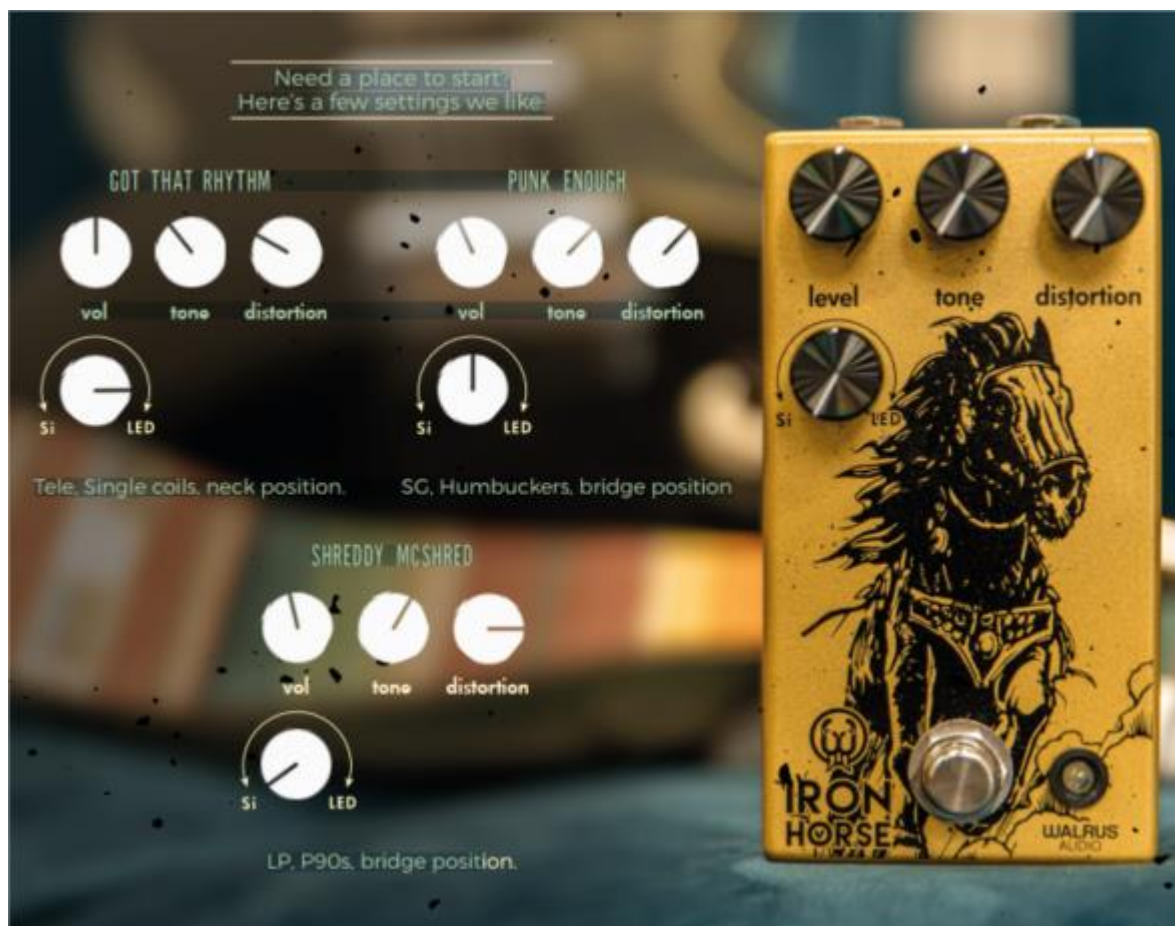 Need a place to start?
Here's a few settings we like
GOT THAT RHYTHM
vol tone distortion
Si LED
Tele, Single coils, neck position.
PUNK ENOUGH
vol tone distortion
Si LED
SG, Humbuckers, bridge position
SHREDDY MCSHRED
vol tone distortion
Si LED
LP, P90s, bridge position.
level tone distortion
Si LED
IRON
HORSE
WALRUS
AUDIO